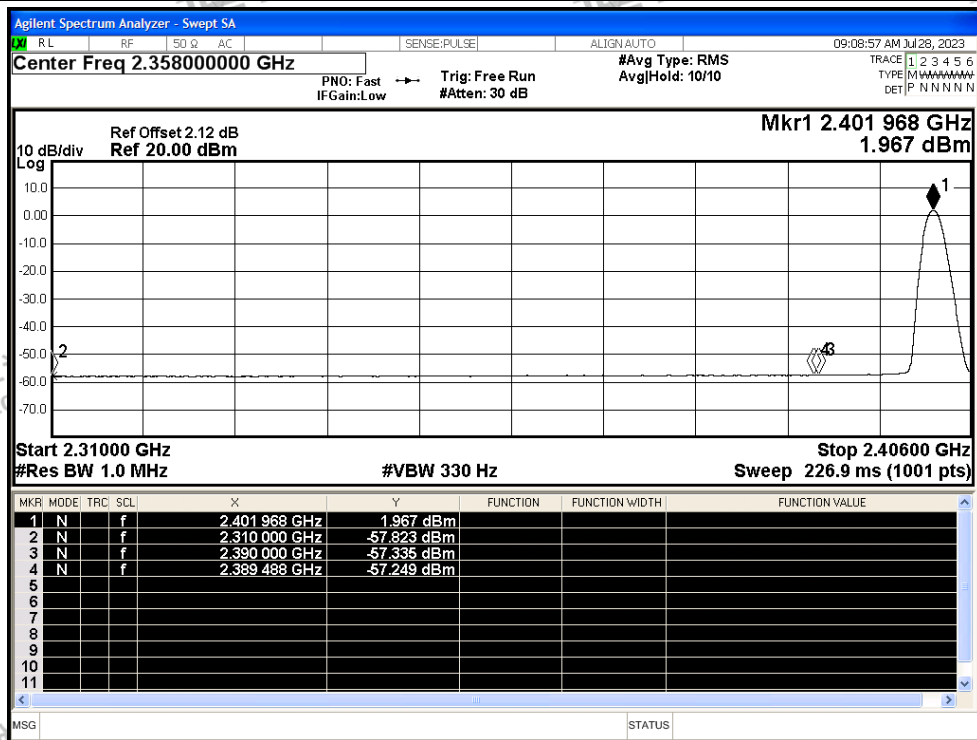 Agilent Spectrum Analyzer - Swept SA
LXI RL RF 50 Ω AC SENSE:PULSE ALIGN AUTO 09:08:57 AM Jul 28, 2023
Center Freq 2.358000000 GHz
PNO: Fast
IFGain:Low
Trig: Free Run
#Atten: 30 dB
#Avg Type: RMS
Avg|Hold: 10/10
TRACE 1 2 3 4 5 6
TYPE M WWWWW
DET P N N N N N
Ref Offset 2.12 dB
10 dB/div Ref 20.00 dBm
Log
Mkr1 2.401 968 GHz
1.967 dBm
10.0
0.00
-10.0
-20.0
-30.0
-40.0
-50.0
-60.0
-70.0
1
2
4 3
Start 2.31000 GHz Stop 2.40600 GHz
#Res BW 1.0 MHz #VBW 330 Hz Sweep 226.9 ms (1001 pts)
MKR MODE TRC SCL X Y FUNCTION FUNCTION WIDTH FUNCTION VALUE
1 N f 2.401 968 GHz 1.967 dBm
2 N f 2.310 000 GHz -57.823 dBm
3 N f 2.390 000 GHz -57.335 dBm
4 N f 2.389 488 GHz -57.249 dBm
5
6
7
8
9
10
11
MSG STATUS